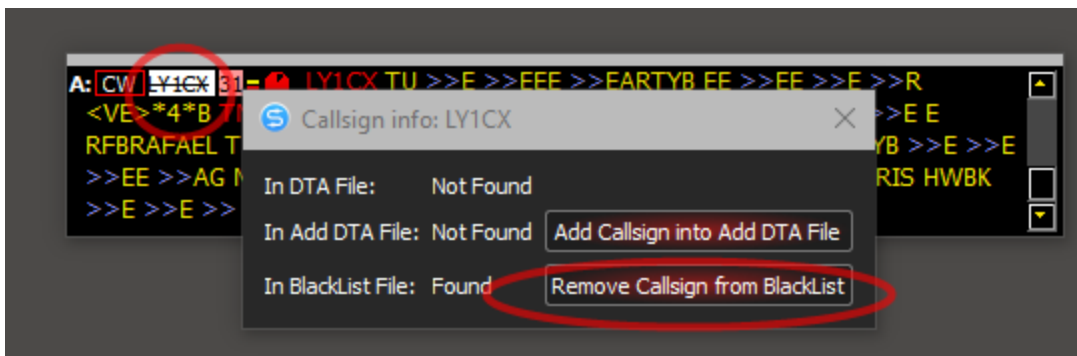 A: CW LY1CX 31= LY1CX TU >>E >>EEE >>EARTYB EE >>EE >>E >>R
<VE>*4*B >>E E
RFBRAFAEL T YB >>E >>E
>>EE >>AG RIS HWBK
>>E >>E >>
Callsign info: LY1CX
In DTA File: Not Found
In Add DTA File: Not Found Add Callsign into Add DTA File
In BlackList File: Found Remove Callsign from BlackList